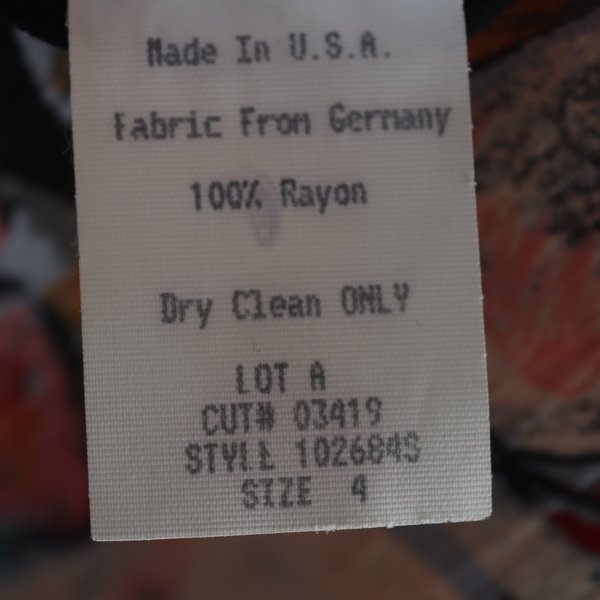 Made In U.S.A.
Fabric From Germany
100% Rayon
Dry Clean ONLY
LOT A
CUT# 03419
STYLE 102684S
SIZE 4